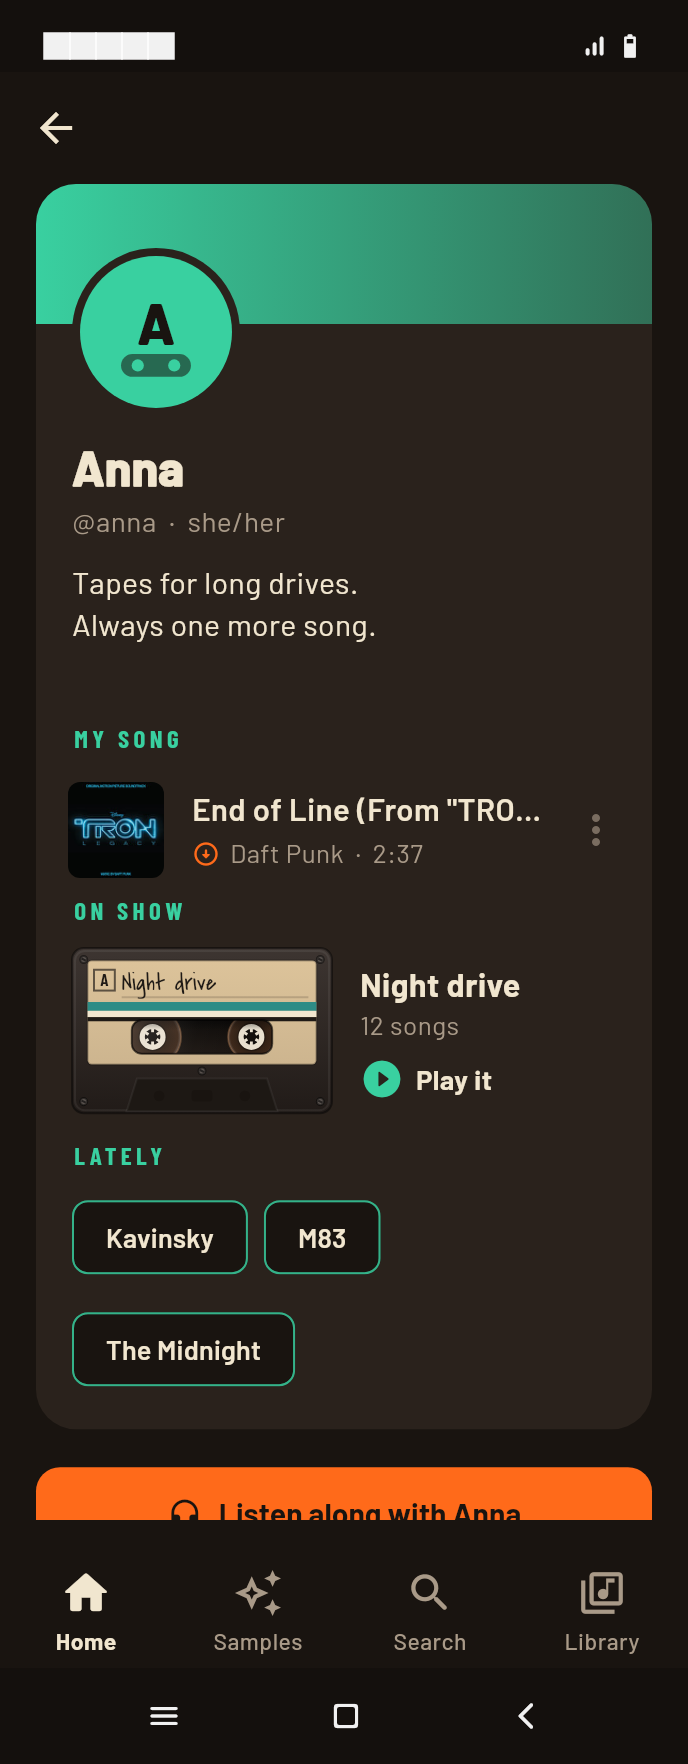 A
Anna
@anna · she/her
Tapes for long drives.
Always one more song.
MY SONG
TRON
LEGACY
End of Line (From "TRO...
Daft Punk · 2:37
ON SHOW
A Night drive
Night drive
12 songs
Play it
LATELY
Kavinsky
M83
The Midnight
Listen along with Anna
Home
Samples
Search
Library